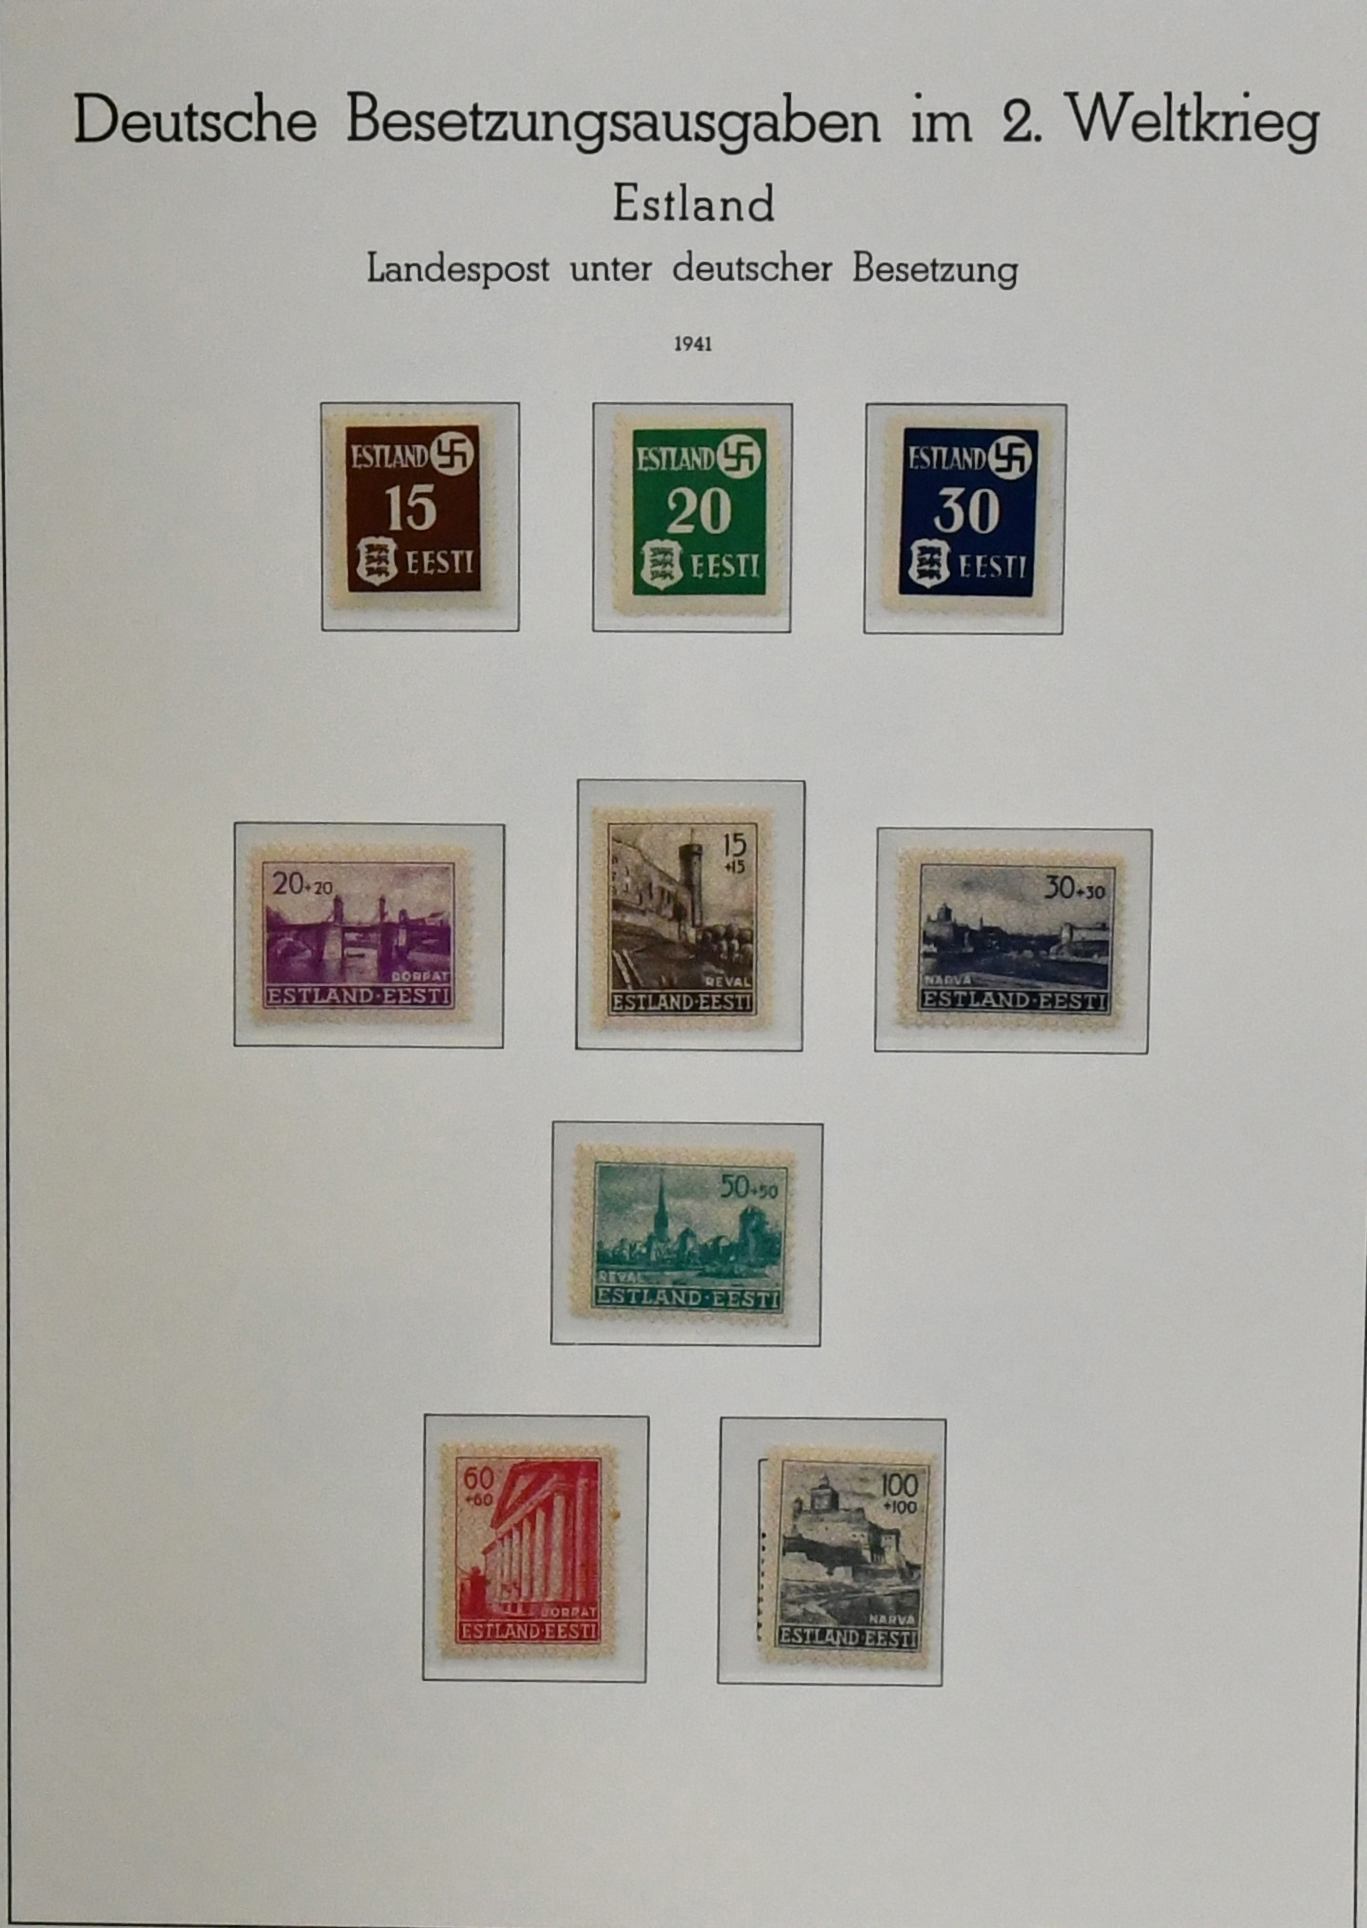 Deutsche Besetzungsausgaben im 2. Weltkrieg
Estland
Landespost unter deutscher Besetzung
1941
ESTLAND
15
EESTI
ESTLAND
20
EESTI
ESTLAND
30
EESTI
20+20
DORPAT
ESTLAND·EESTI
15
+15
REVAL
ESTLAND·EESTI
30+30
NARVA
ESTLAND·EESTI
50+50
REVAL
ESTLAND·EESTI
60
+60
DORPAT
ESTLAND·EESTI
100
+100
NARVA
ESTLAND·EESTI